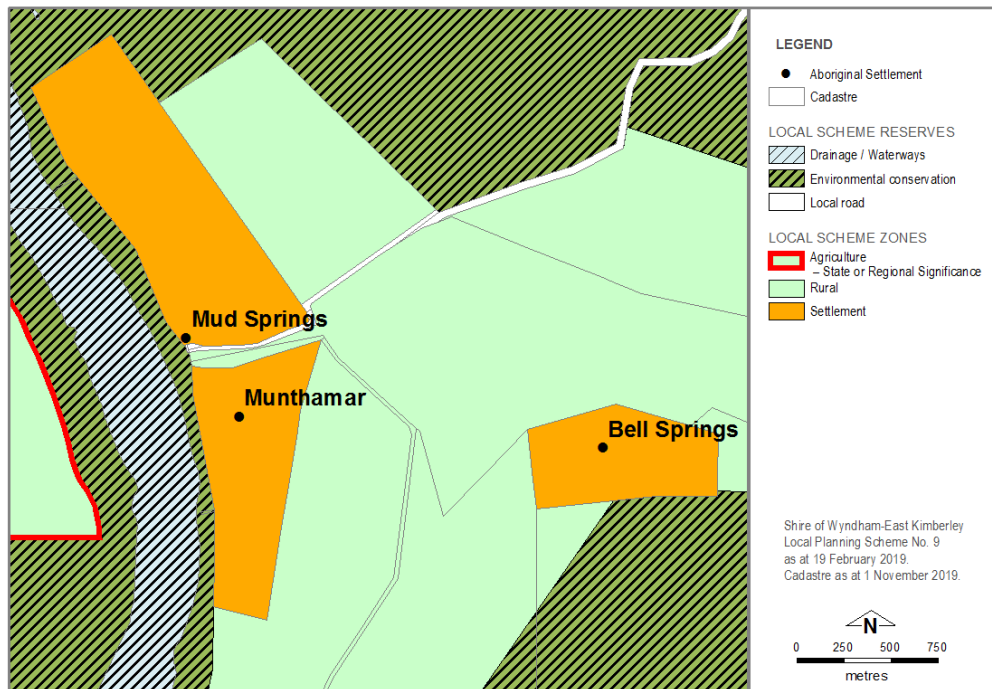 Mud Springs
Munthamar
Bell Springs
LEGEND
Aboriginal Settlement
Cadastre
LOCAL SCHEME RESERVES
Drainage / Waterways
Environmental conservation
Local road
LOCAL SCHEME ZONES
Agriculture
– State or Regional Significance
Rural
Settlement
Shire of Wyndham-East Kimberley
Local Planning Scheme No. 9
as at 19 February 2019.
Cadastre as at 1 November 2019.
N
0 250 500 750
metres